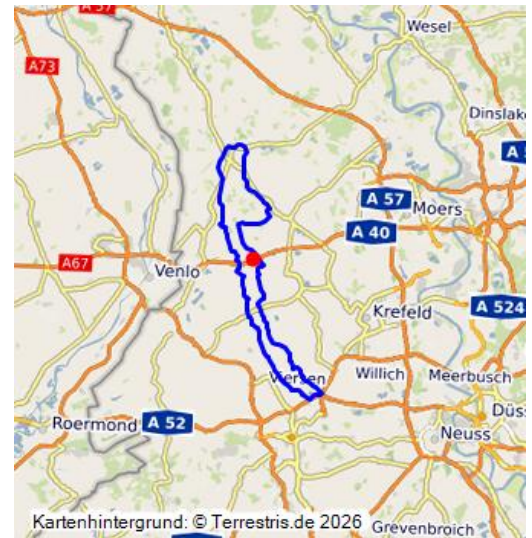 A 57
Wesel
A73
Dinslake
A 57
Moers
A 40
A67
Venlo
Krefeld
A 524
Viersen
Willich
Meerbusch
Roermond
A 52
Düss
Neuss
Grevenbroich
Kartenhintergrund: © Terrestris.de 2026